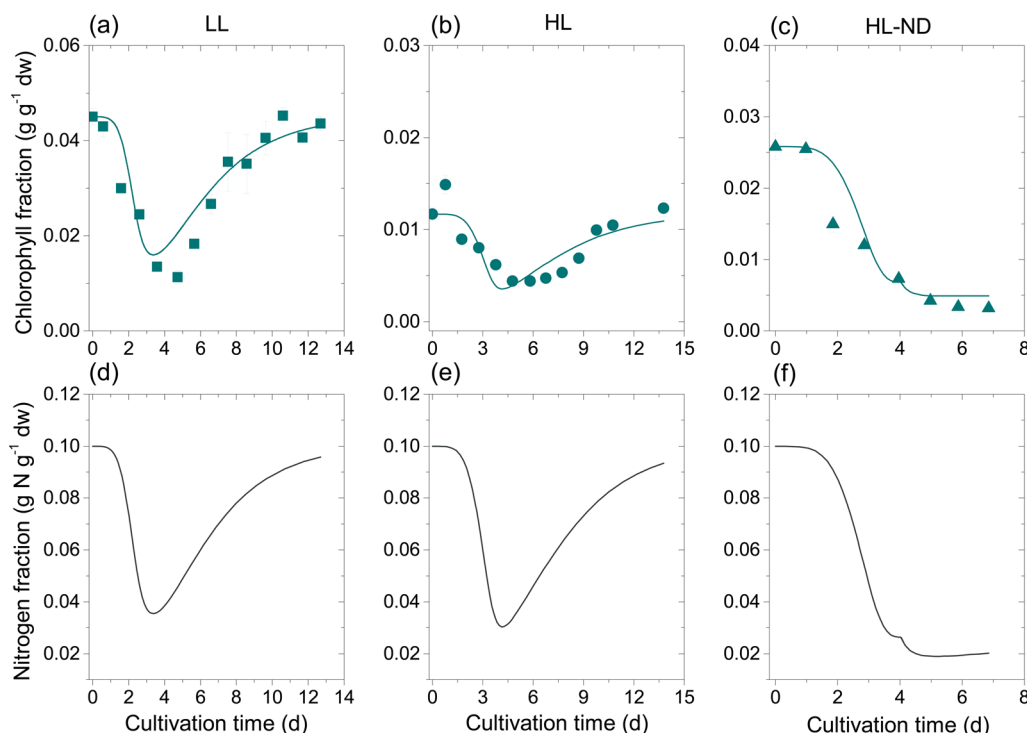 (a) LL
(b) HL
(c) HL-ND
Chlorophyll fraction (g g⁻¹ dw)
0.06
0.04
0.02
0.00
0 2 4 6 8 10 12 14
0.03
0.02
0.01
0.00
0 3 6 9 12 15
0.04
0.03
0.02
0.01
0.00
0 2 4 6 8
(d)
(e)
(f)
Nitrogen fraction (g N g⁻¹ dw)
0.12
0.10
0.08
0.06
0.04
0.02
0 2 4 6 8 10 12 14
Cultivation time (d)
0.12
0.10
0.08
0.06
0.04
0.02
0 3 6 9 12 15
Cultivation time (d)
0.12
0.10
0.08
0.06
0.04
0.02
0 2 4 6 8
Cultivation time (d)